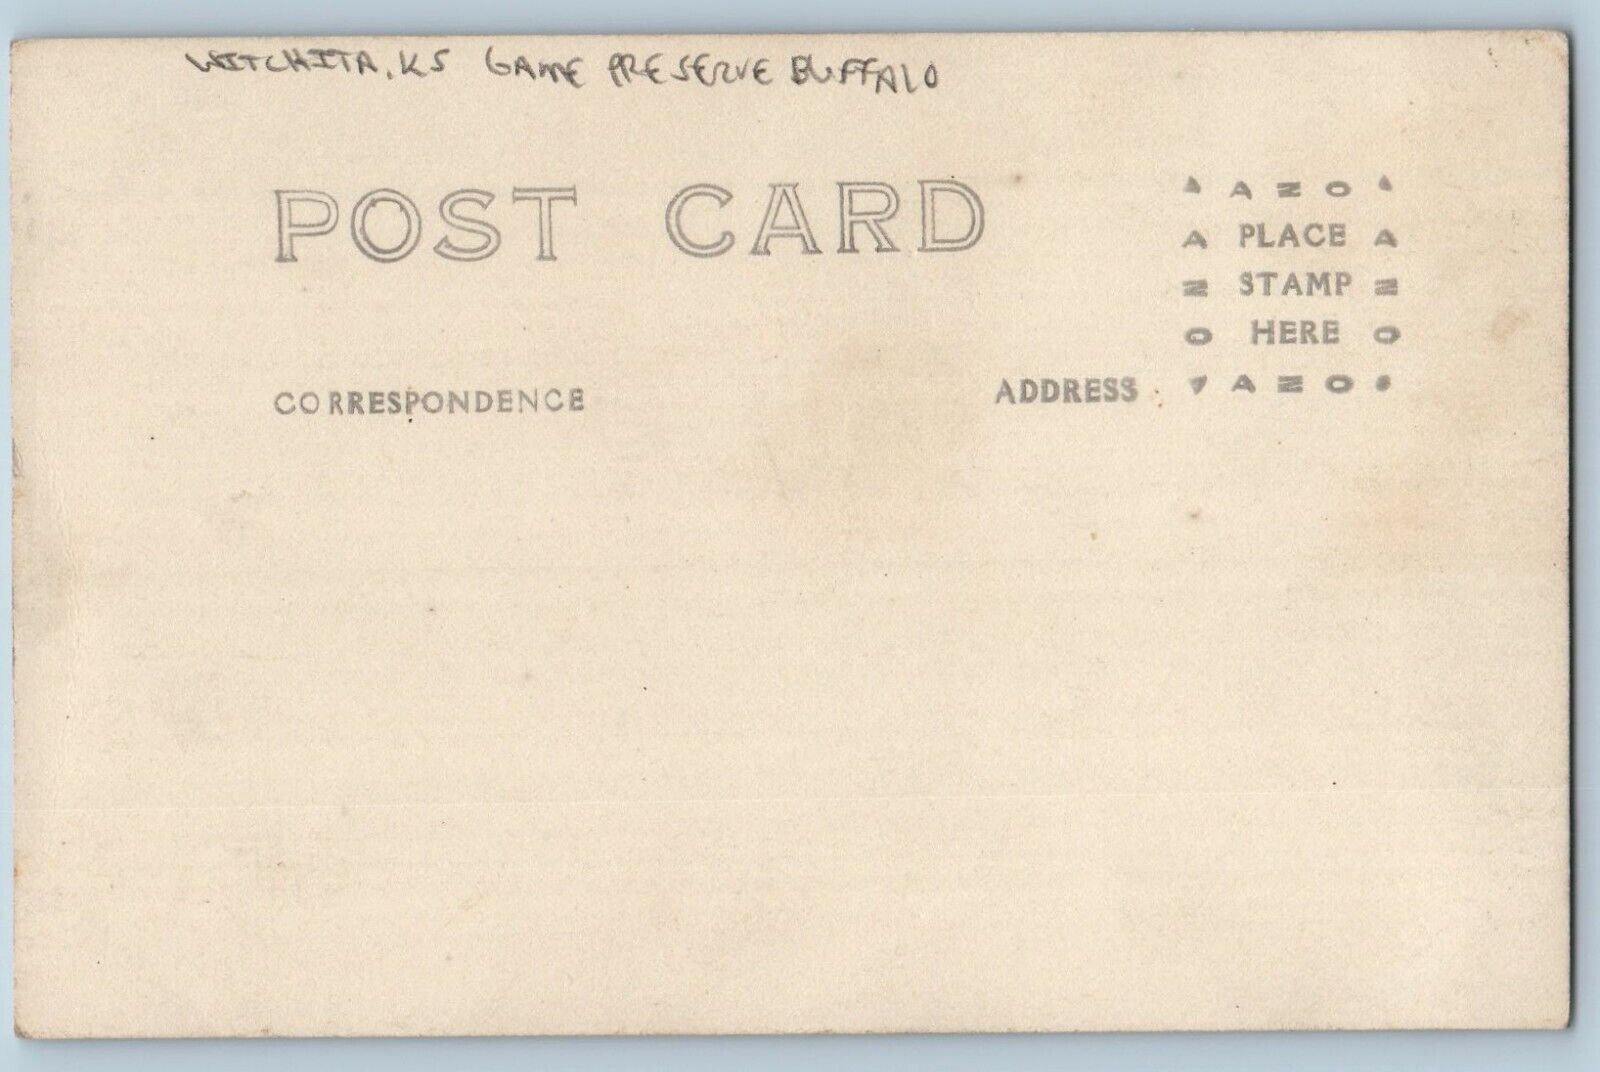 WITCHITA, KS GAME PRESERVE BUFFALO
POST CARD
CORRESPONDENCE
ADDRESS
AZO
A PLACE A
Z STAMP Z
O HERE O
AZO